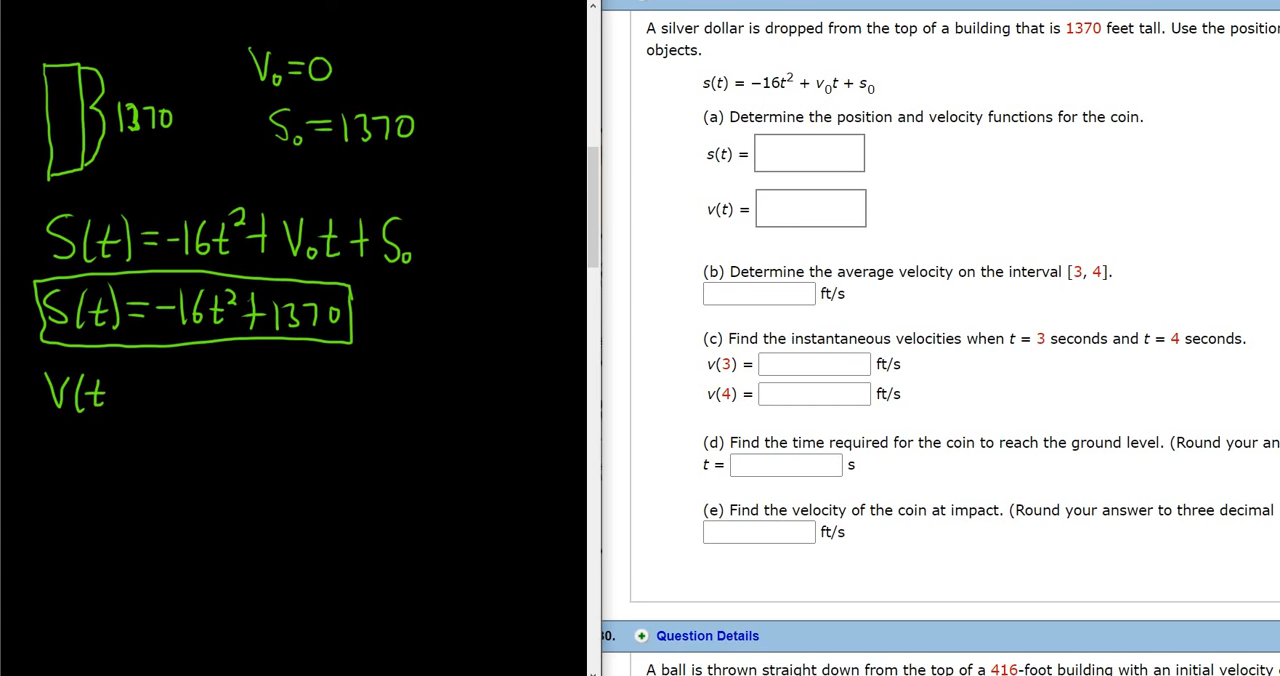 V₀=0
1370
S₀=1370
S(t)=-16t²+V₀t+S₀
S(t)=-16t²+1370
V(t
A silver dollar is dropped from the top of a building that is 1370 feet tall. Use the
objects.
s(t) = −16t² + v₀t + s₀
(a) Determine the position and velocity functions for the coin.
s(t) =
v(t) =
(b) Determine the average velocity on the interval [3, 4].
ft/s
(c) Find the instantaneous velocities when t = 3 seconds and t = 4 seconds.
v(3) = ft/s
v(4) = ft/s
(d) Find the time required for the coin to reach the ground level. (Round your
t = s
(e) Find the velocity of the coin at impact. (Round your answer to three decimal
ft/s
0. + Question Details
A ball is thrown straight down from the top of a 416-foot building with an initial velocity